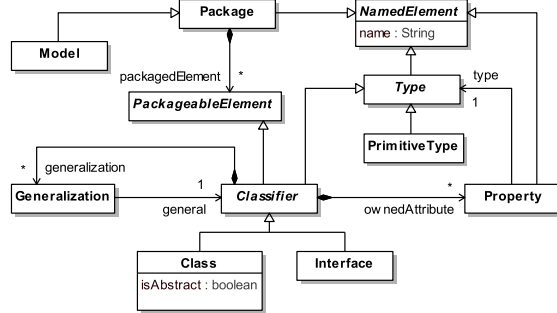 Package
NamedElement
name : String
Model
packagedElement
*
type
1
Type
PackageableElement
PrimitiveType
*
generalization
1
*
Generalization
general
Classifier
ownedAttribute
Property
Class
isAbstract : boolean
Interface